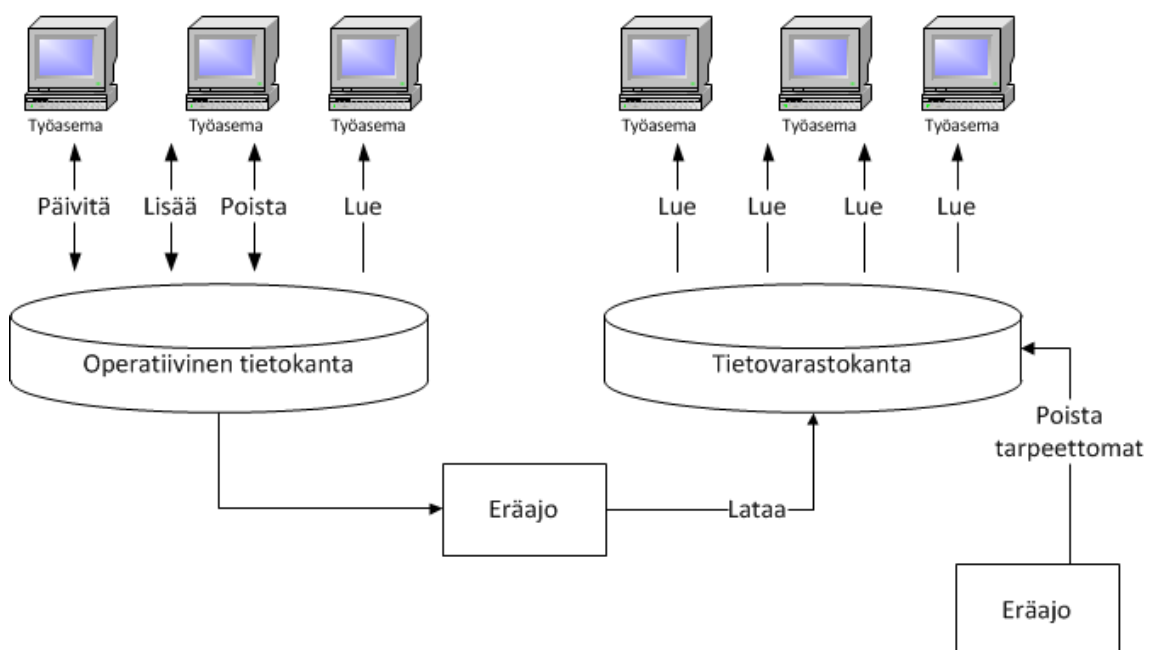 Työasema Työasema Työasema Työasema Työasema Työasema
Päivitä Lisää Poista Lue Lue Lue Lue Lue
Operatiivinen tietokanta
Tietovarastokanta
Poista
tarpeettomat
Eräajo
Lataa
Eräajo